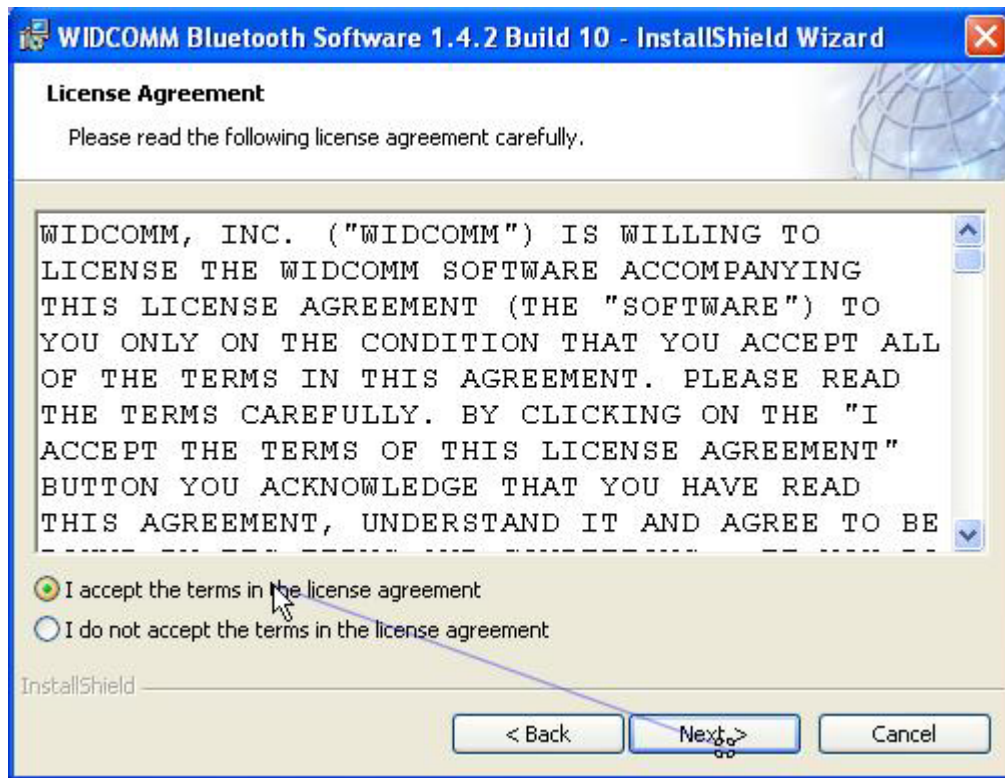 WIDCOMM Bluetooth Software 1.4.2 Build 10 - InstallShield Wizard
License Agreement
Please read the following license agreement carefully.
WIDCOMM, INC. ("WIDCOMM") IS WILLING TO
LICENSE THE WIDCOMM SOFTWARE ACCOMPANYING
THIS LICENSE AGREEMENT (THE "SOFTWARE") TO
YOU ONLY ON THE CONDITION THAT YOU ACCEPT ALL
OF THE TERMS IN THIS AGREEMENT. PLEASE READ
THE TERMS CAREFULLY. BY CLICKING ON THE "I
ACCEPT THE TERMS OF THIS LICENSE AGREEMENT"
BUTTON YOU ACKNOWLEDGE THAT YOU HAVE READ
THIS AGREEMENT, UNDERSTAND IT AND AGREE TO BE
I accept the terms in the license agreement
I do not accept the terms in the license agreement
InstallShield
< Back
Next >
Cancel